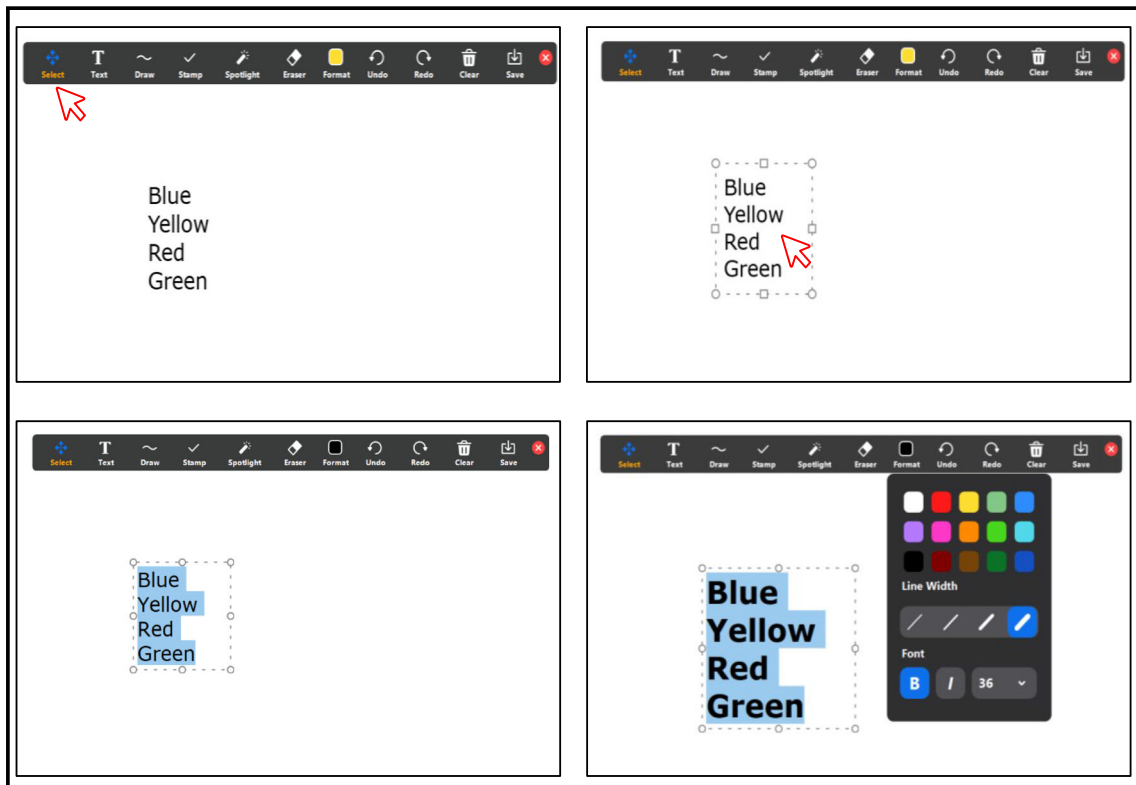 Select Text Draw Stamp Spotlight Eraser Format Undo Redo Clear Save
Blue
Yellow
Red
Green
Select Text Draw Stamp Spotlight Eraser Format Undo Redo Clear Save
Blue
Yellow
Red
Green
Select Text Draw Stamp Spotlight Eraser Format Undo Redo Clear Save
Blue
Yellow
Red
Green
Select Text Draw Stamp Spotlight Eraser Format Undo Redo Clear Save
Blue
Yellow
Red
Green
Line Width
Font
B I 36